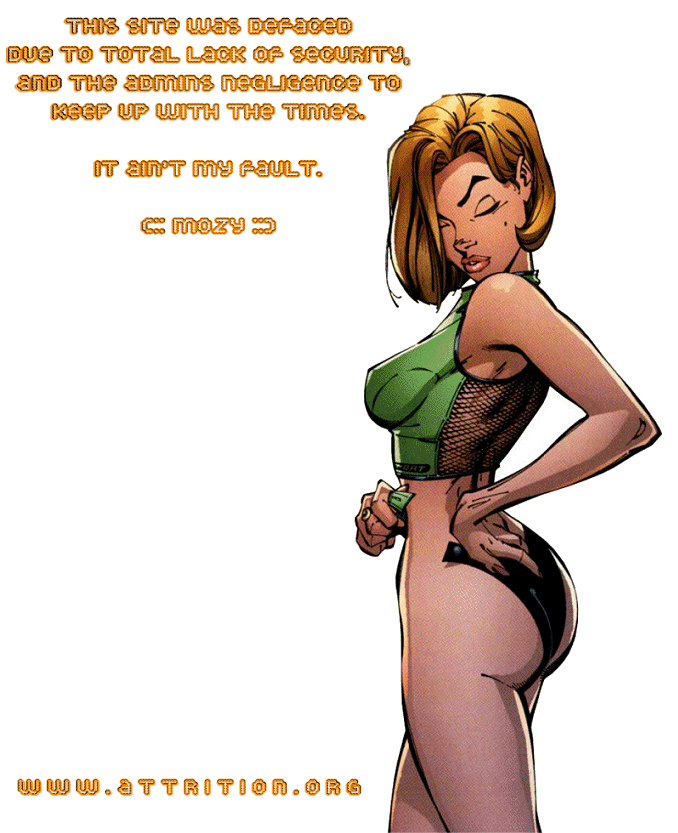 THIS SITE WAS DEFACED
DUE TO TOTAL LACK OF SECURITY,
AND THE ADMINS NEGLIGENCE TO
KEEP UP WITH THE TIMES.
IT AIN'T MY FAULT.
(:: MOZY ::)
WWW.ATTRITION.ORG